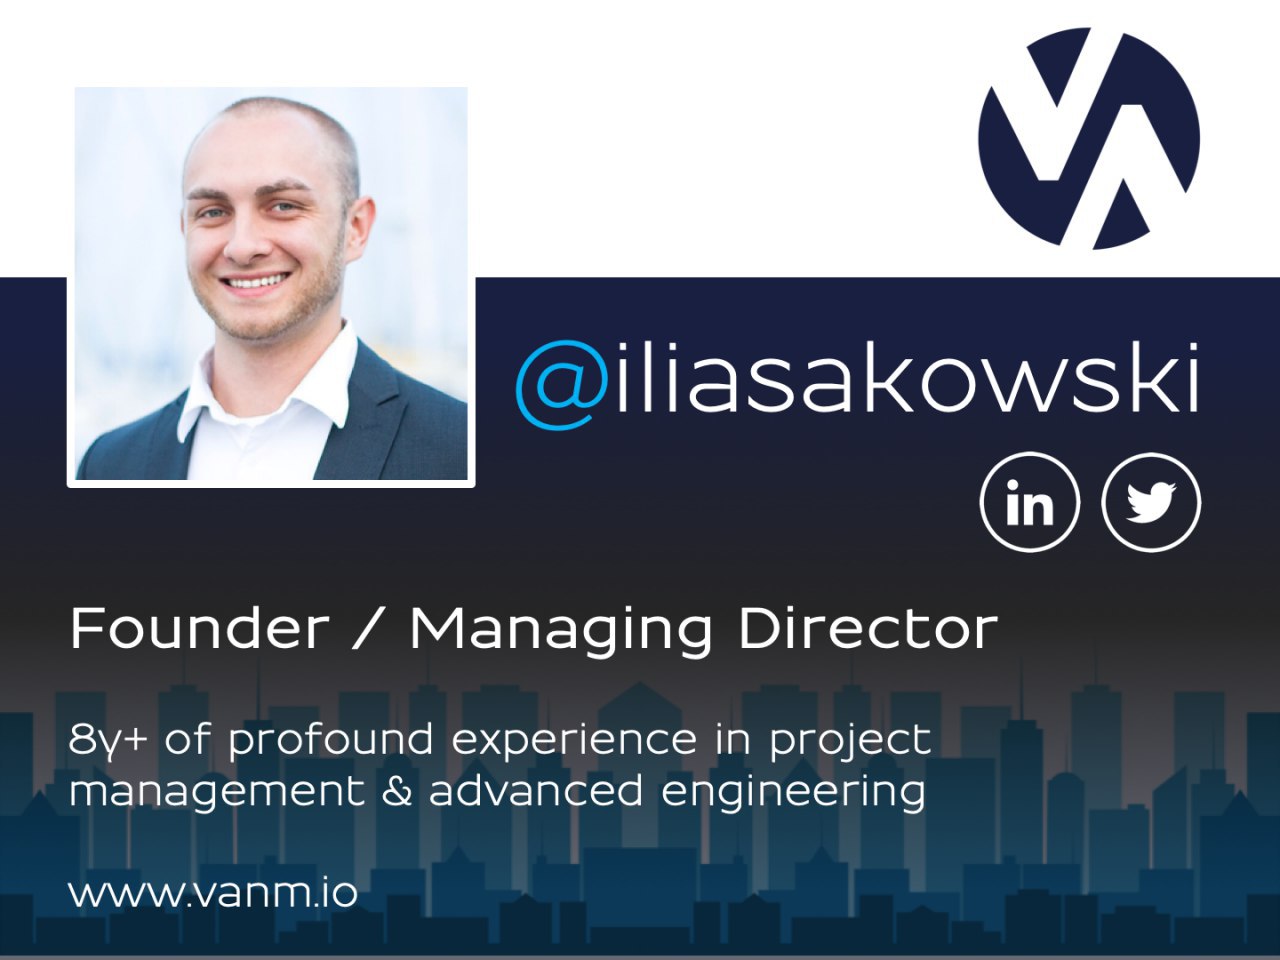 @iliasakowski
in
Founder / Managing Director
8y+ of profound experience in project
management & advanced engineering
www.vanm.io